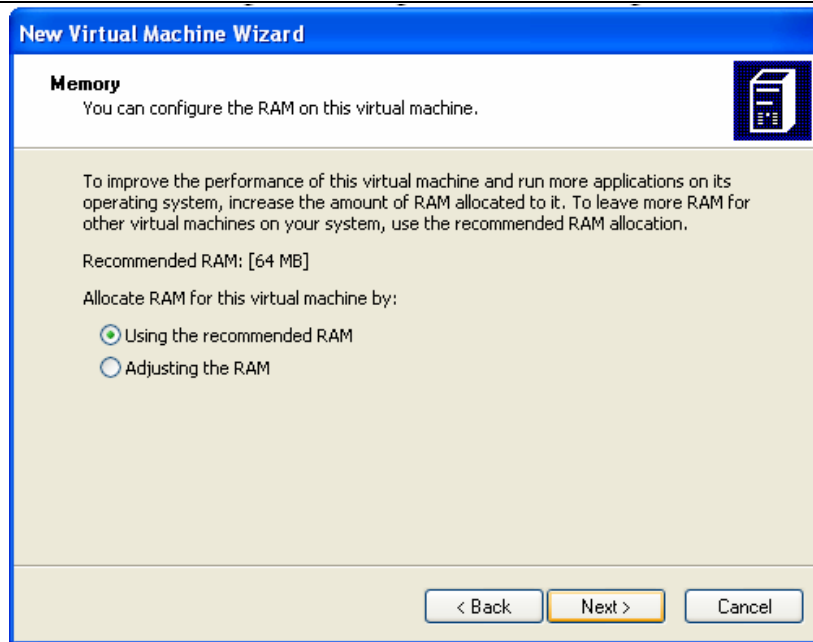 New Virtual Machine Wizard
Memory
You can configure the RAM on this virtual machine.
To improve the performance of this virtual machine and run more applications on its
operating system, increase the amount of RAM allocated to it. To leave more RAM for
other virtual machines on your system, use the recommended RAM allocation.
Recommended RAM: [64 MB]
Allocate RAM for this virtual machine by:
Using the recommended RAM
Adjusting the RAM
< Back Next > Cancel